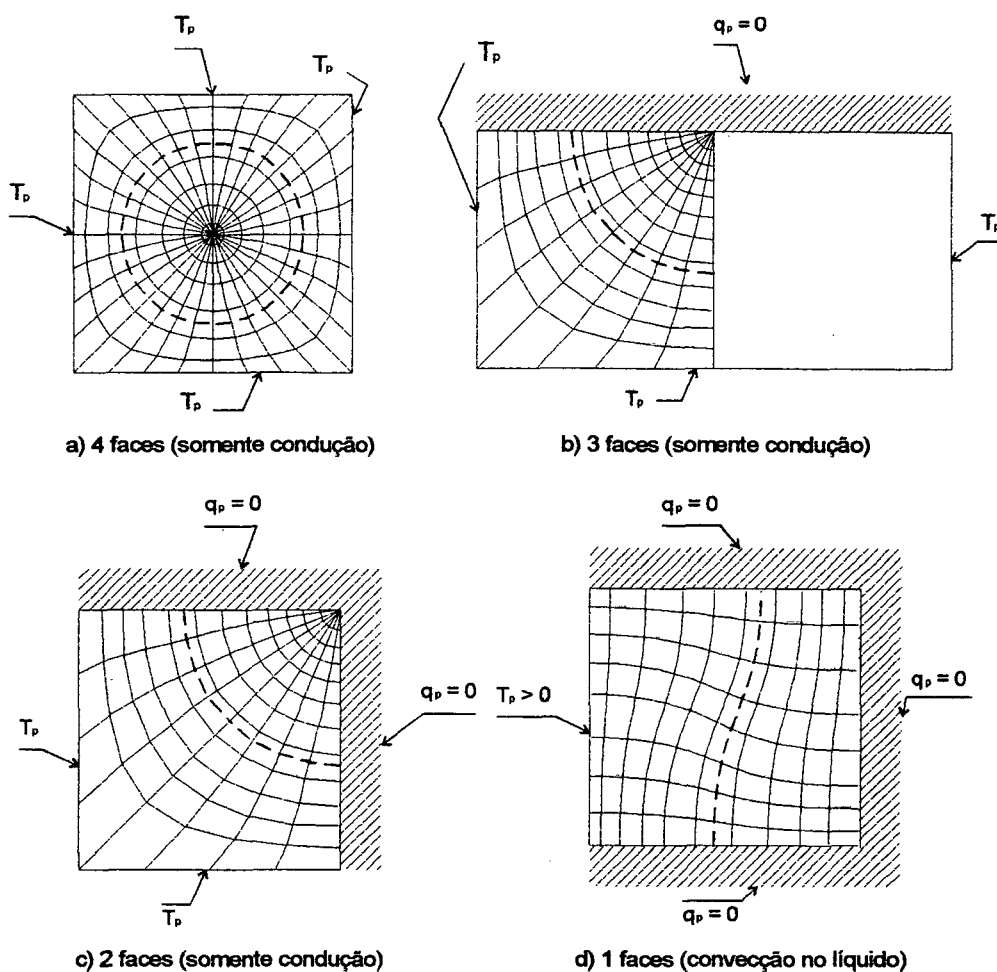 Tₚ
Tₚ
Tₚ
Tₚ
a) 4 faces (somente condução)
qₚ = 0
Tₚ
Tₚ
Tₚ
b) 3 faces (somente condução)
qₚ = 0
qₚ = 0
Tₚ
Tₚ
c) 2 faces (somente condução)
qₚ = 0
Tₚ > 0
qₚ = 0
qₚ = 0
d) 1 faces (convecção no líquido)